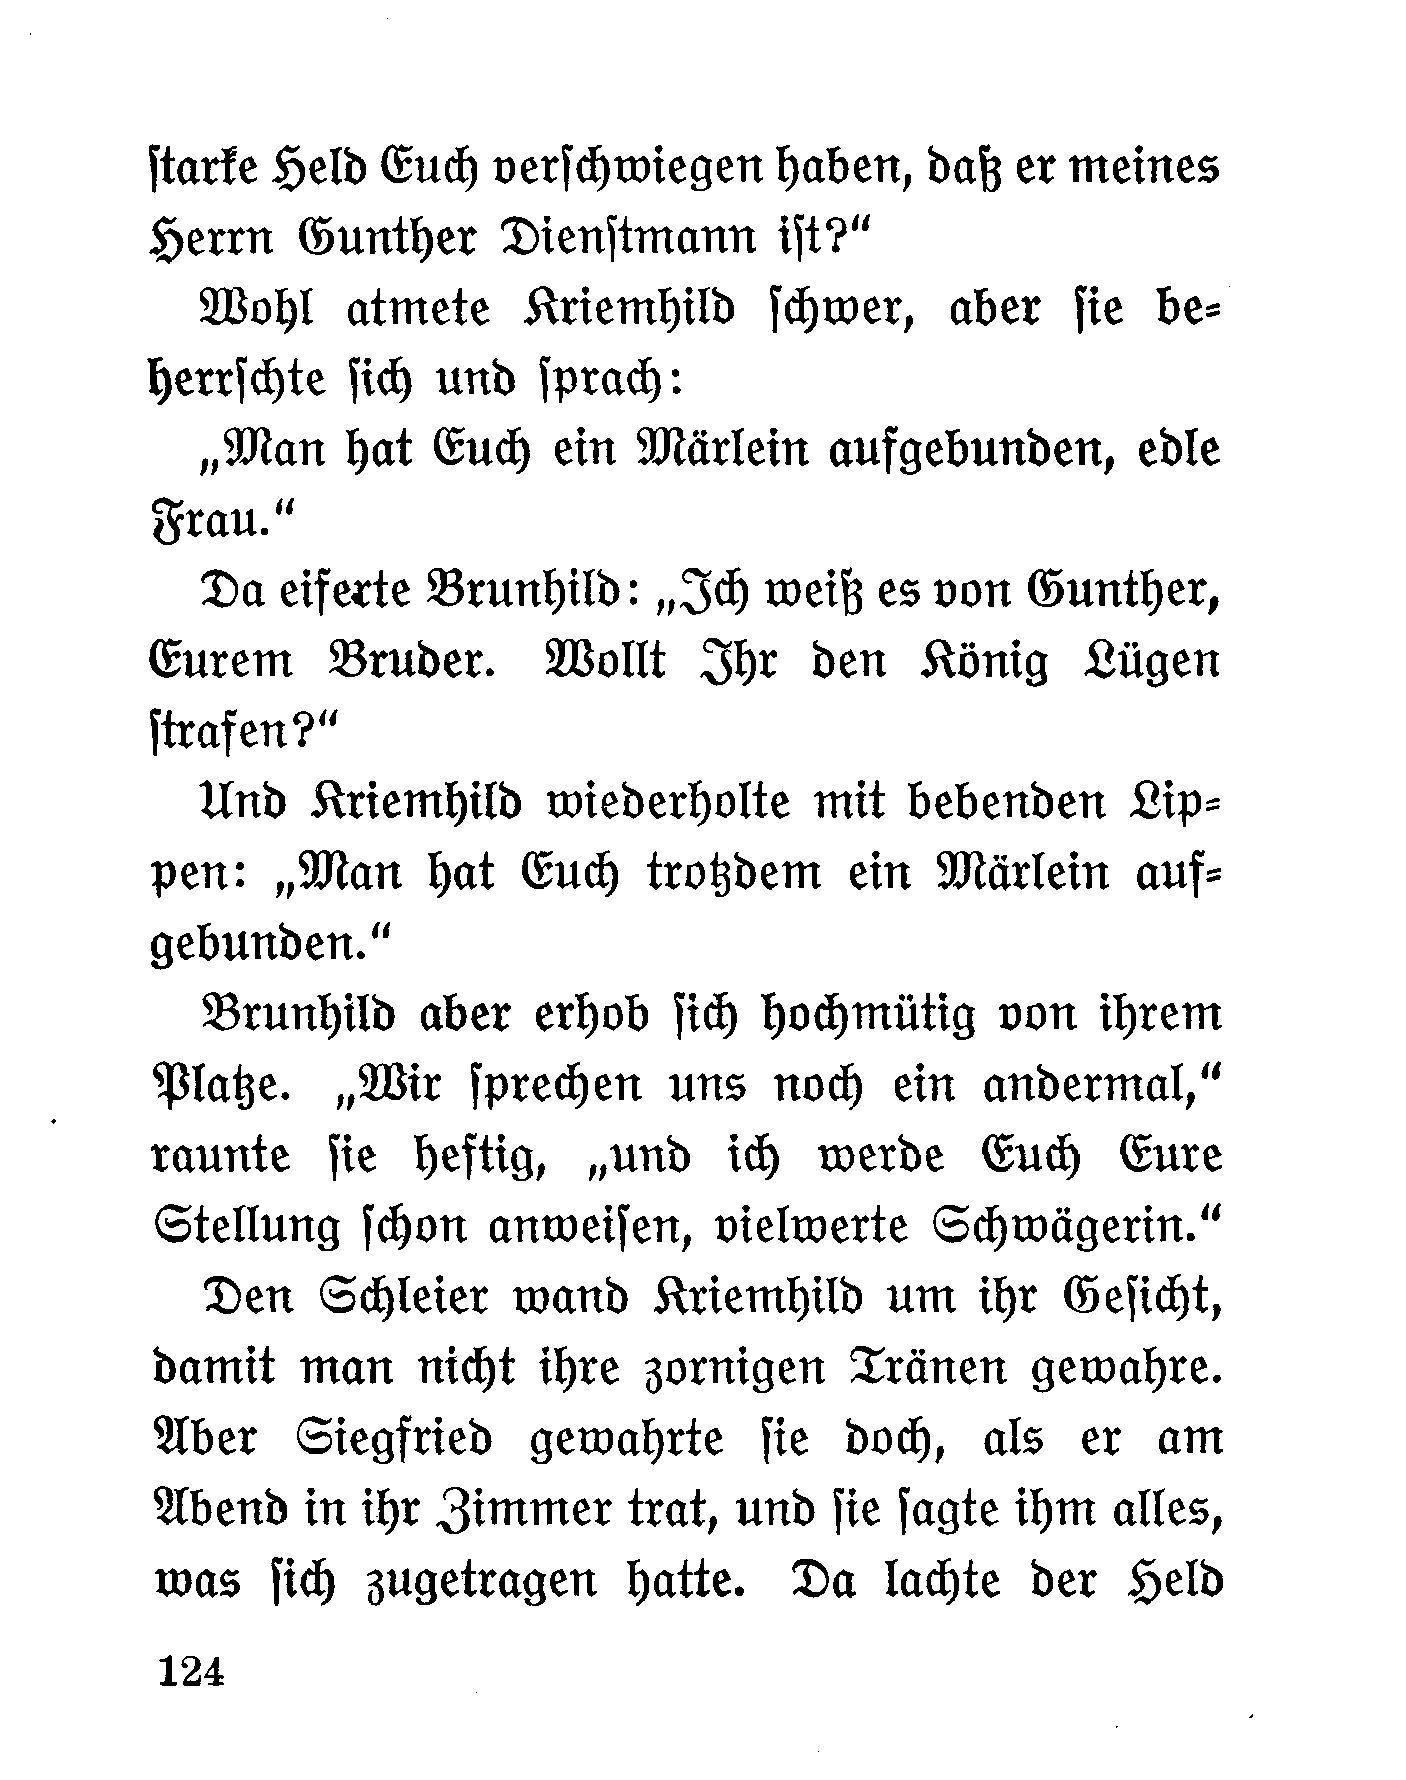 ſtarke Held Euch verſchwiegen haben, daß er meines
Herrn Gunther Dienſtmann iſt?“
Wohl atmete Kriemhild ſchwer, aber ſie be⸗
herrſchte ſich und ſprach:
„Man hat Euch ein Märlein aufgebunden, edle
Frau.“
Da eiferte Brunhild: „Ich weiß es von Gunther,
Eurem Bruder. Wollt Ihr den König Lügen
ſtrafen?“
Und Kriemhild wiederholte mit bebenden Lip⸗
pen: „Man hat Euch trotzdem ein Märlein auf⸗
gebunden.“
Brunhild aber erhob ſich hochmütig von ihrem
Platze. „Wir ſprechen uns noch ein andermal,“
raunte ſie heftig, „und ich werde Euch Eure
Stellung ſchon anweiſen, vielwerte Schwägerin.“
Den Schleier wand Kriemhild um ihr Geſicht,
damit man nicht ihre zornigen Tränen gewahre.
Aber Siegfried gewahrte ſie doch, als er am
Abend in ihr Zimmer trat, und ſie ſagte ihm alles,
was ſich zugetragen hatte. Da lachte der Held
124